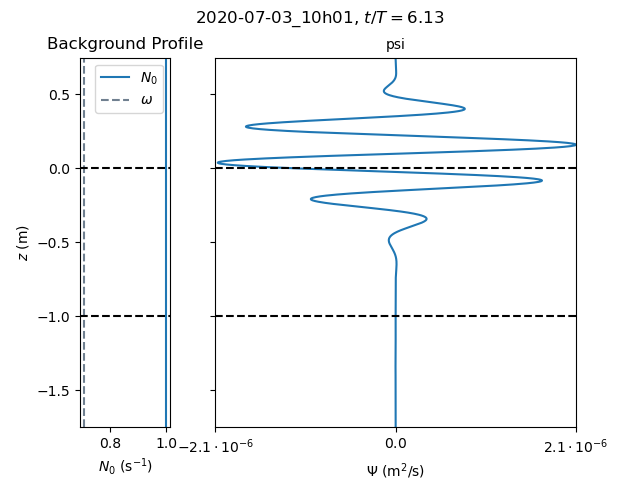 2020-07-03_10h01, t/T = 6.13
Background Profile
psi
N₀
ω
0.5
0.0
−0.5
−1.0
−1.5
z (m)
0.8
1.0
N₀ (s⁻¹)
−2.1 · 10⁻⁶
0.0
2.1 · 10⁻⁶
Ψ (m²/s)